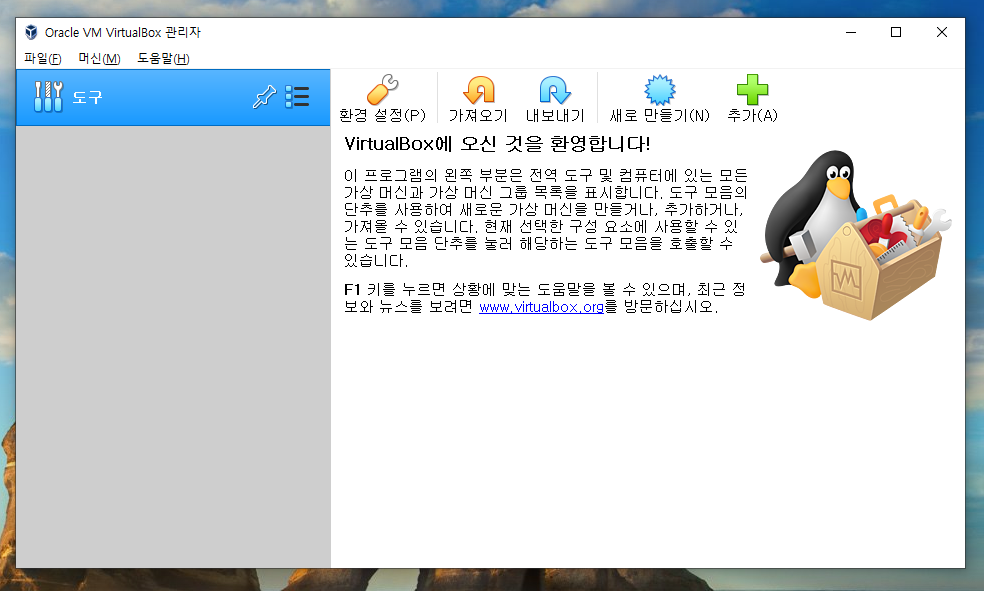 Oracle VM VirtualBox 관리자
파일(F) 머신(M) 도움말(H)
도구
환경 설정(P) 가져오기 내보내기 새로 만들기(N) 추가(A)
VirtualBox에 오신 것을 환영합니다!
이 프로그램의 왼쪽 부분은 전역 도구 및 컴퓨터에 있는 모든
가상 머신과 가상 머신 그룹 목록을 표시합니다. 도구 모음의
단추를 사용하여 새로운 가상 머신을 만들거나, 추가하거나,
가져올 수 있습니다. 현재 선택한 구성 요소에 사용할 수 있
는 도구 모음 단추를 눌러 해당하는 도구 모음을 호출할 수
있습니다.
F1 키를 누르면 상황에 맞는 도움말을 볼 수 있으며, 최근 정
보와 뉴스를 보려면 www.virtualbox.org를 방문하십시오.